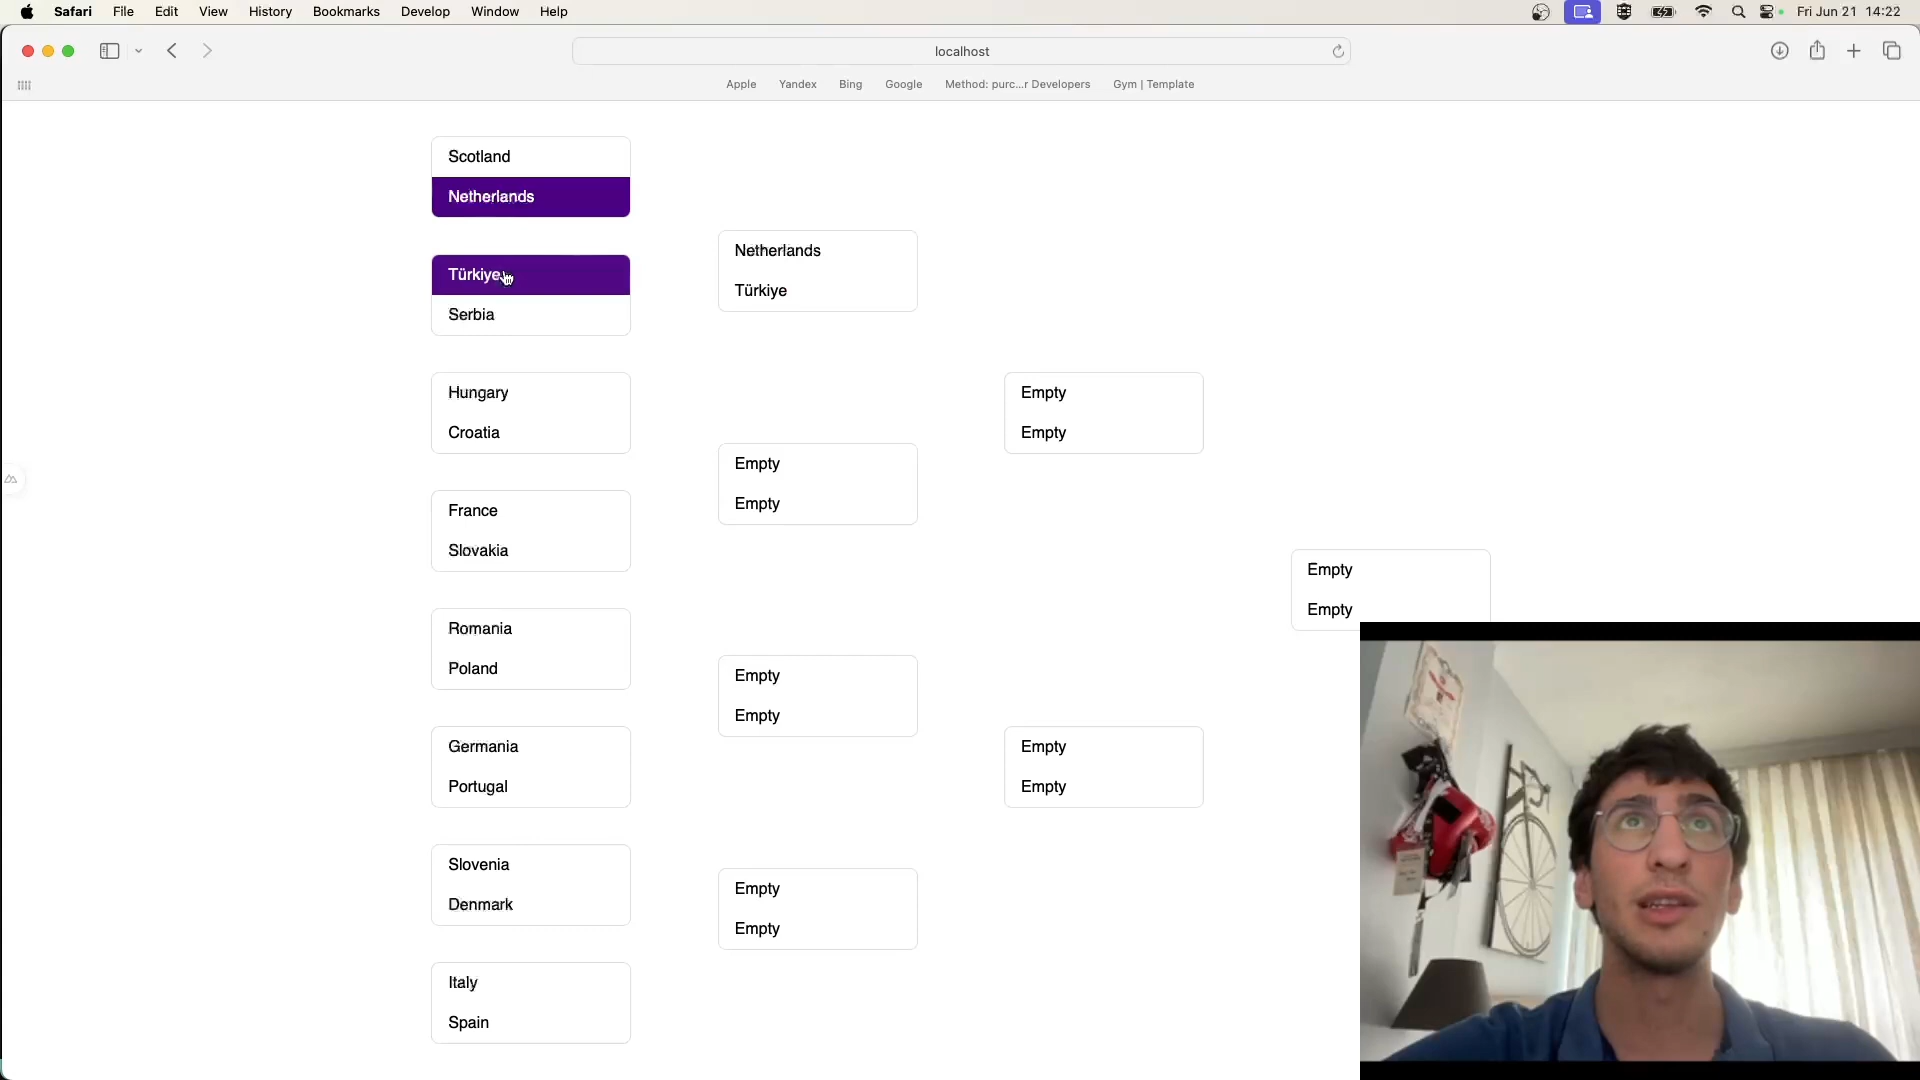 Safari File Edit View History Bookmarks Develop Window Help Fri Jun 21 14:22
localhost
Apple Yandex Bing Google Method: purc...r Developers Gym | Template
Scotland
Netherlands
Türkiye
Serbia
Hungary
Croatia
France
Slovakia
Romania
Poland
Germania
Portugal
Slovenia
Denmark
Italy
Spain
Netherlands
Türkiye
Empty
Empty
Empty
Empty
Empty
Empty
Empty
Empty
Empty
Empty
Empty
Empty